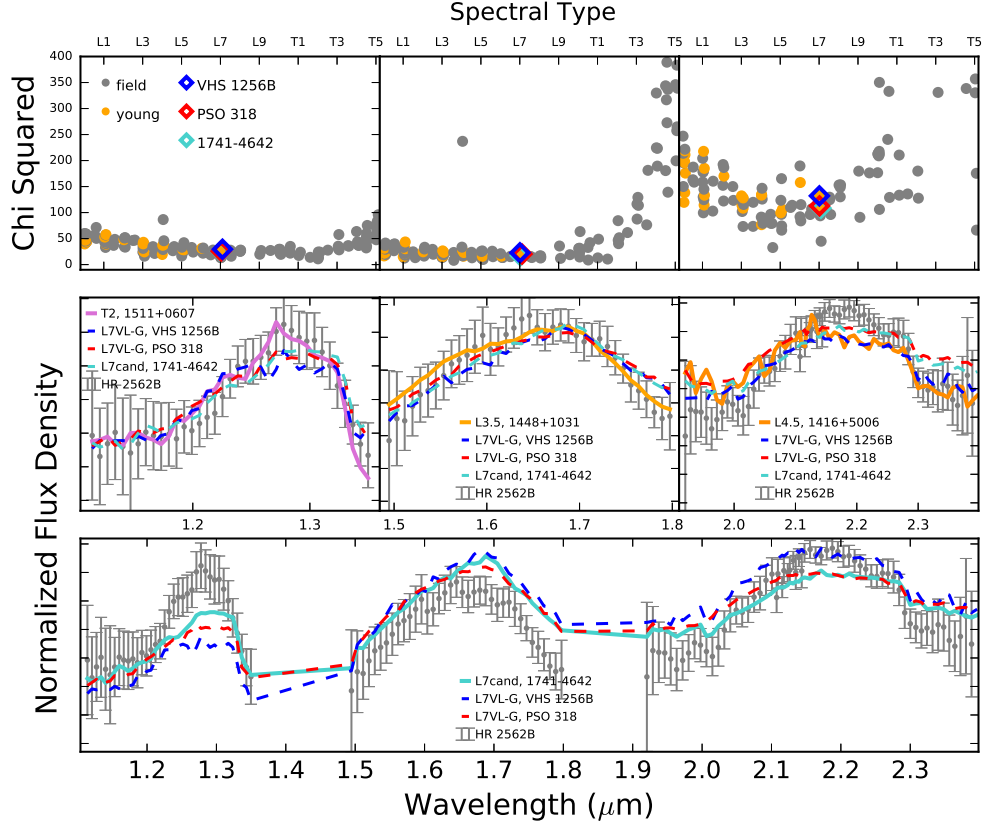 Spectral Type
L1 L3 L5 L7 L9 T1 T3 T5 L1 L3 L5 L7 L9 T1 T3 T5 L1 L3 L5 L7 L9 T1 T3 T5
Chi Squared
400
350
300
250
200
150
100
50
0
field
young
VHS 1256B
PSO 318
1741-4642
Normalized Flux Density
T2, 1511+0607
L7VL-G, VHS 1256B
L7VL-G, PSO 318
L7cand, 1741-4642
HR 2562B
1.2 1.3
L3.5, 1448+1031
L7VL-G, VHS 1256B
L7VL-G, PSO 318
L7cand, 1741-4642
HR 2562B
1.5 1.6 1.7 1.8
L4.5, 1416+5006
L7VL-G, VHS 1256B
L7VL-G, PSO 318
L7cand, 1741-4642
HR 2562B
2.0 2.1 2.2 2.3
L7cand, 1741-4642
L7VL-G, VHS 1256B
L7VL-G, PSO 318
HR 2562B
1.2 1.3 1.4 1.5 1.6 1.7 1.8 1.9 2.0 2.1 2.2 2.3
Wavelength (μm)